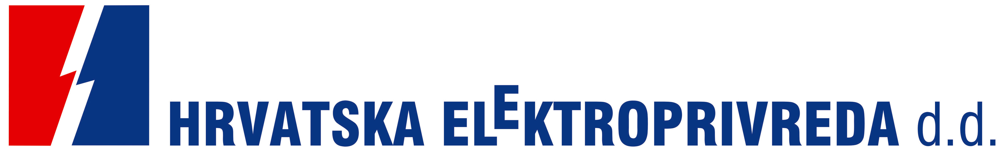 HRVATSKA ELEKTROPRIVREDA d.d.